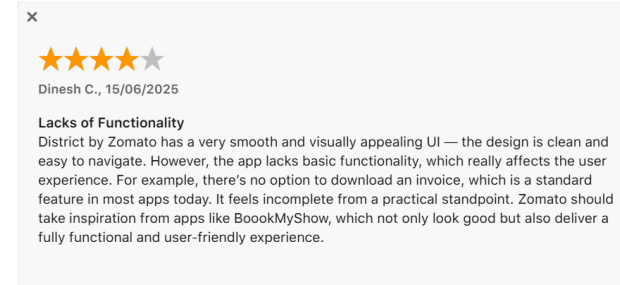 Dinesh C., 15/06/2025
Lacks of Functionality
District by Zomato has a very smooth and visually appealing UI — the design is clean and
easy to navigate. However, the app lacks basic functionality, which really affects the user
experience. For example, there's no option to download an invoice, which is a standard
feature in most apps today. It feels incomplete from a practical standpoint. Zomato should
take inspiration from apps like BoookMyShow, which not only look good but also deliver a
fully functional and user-friendly experience.